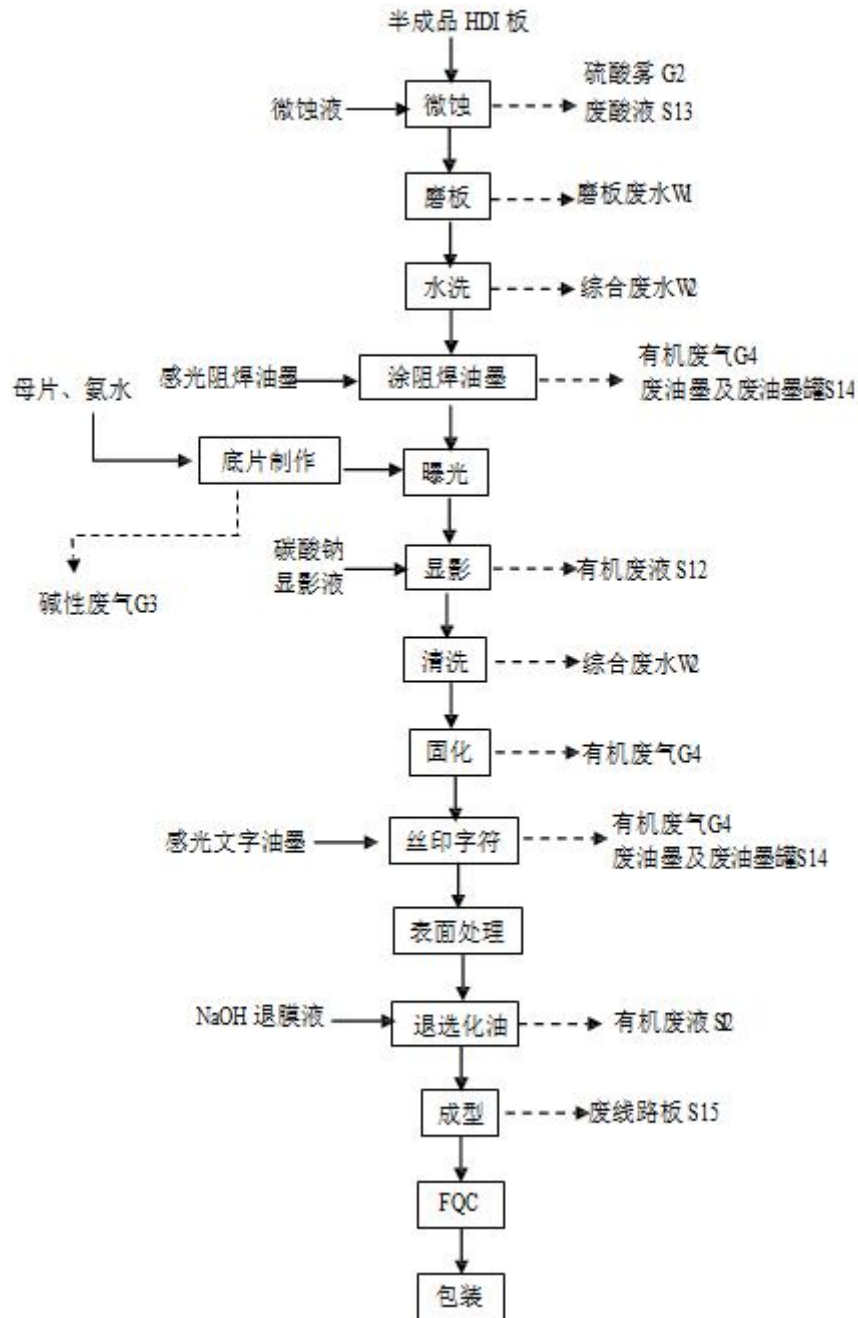 半成品 HDI 板
微蚀液
微蚀
硫酸雾 G2
废酸液 S13
磨板
磨板废水W1
水洗
综合废水W2
母片、氨水
感光阻焊油墨
涂阻焊油墨
有机废气G4
废油墨及废油墨罐S14
底片制作
曝光
碱性废气G3
碳酸钠
显影液
显影
有机废液 S12
清洗
综合废水W2
固化
有机废气G4
感光文字油墨
丝印字符
有机废气G4
废油墨及废油墨罐S14
表面处理
NaOH 退膜液
退选化油
有机废液 S12
成型
废线路板 S15
FQC
包装